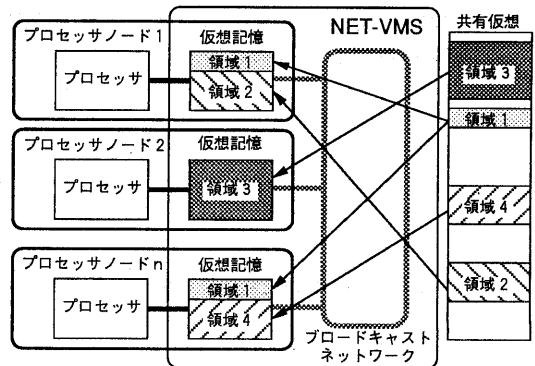 NET-VMS
共有仮想
プロセッサノード1
仮想記憶
プロセッサ
領域1
領域2
領域3
領域1
領域4
領域2
プロセッサノード2
仮想記憶
プロセッサ
領域3
プロセッサノードn
仮想記憶
プロセッサ
領域1
領域4
ブロードキャスト
ネットワーク